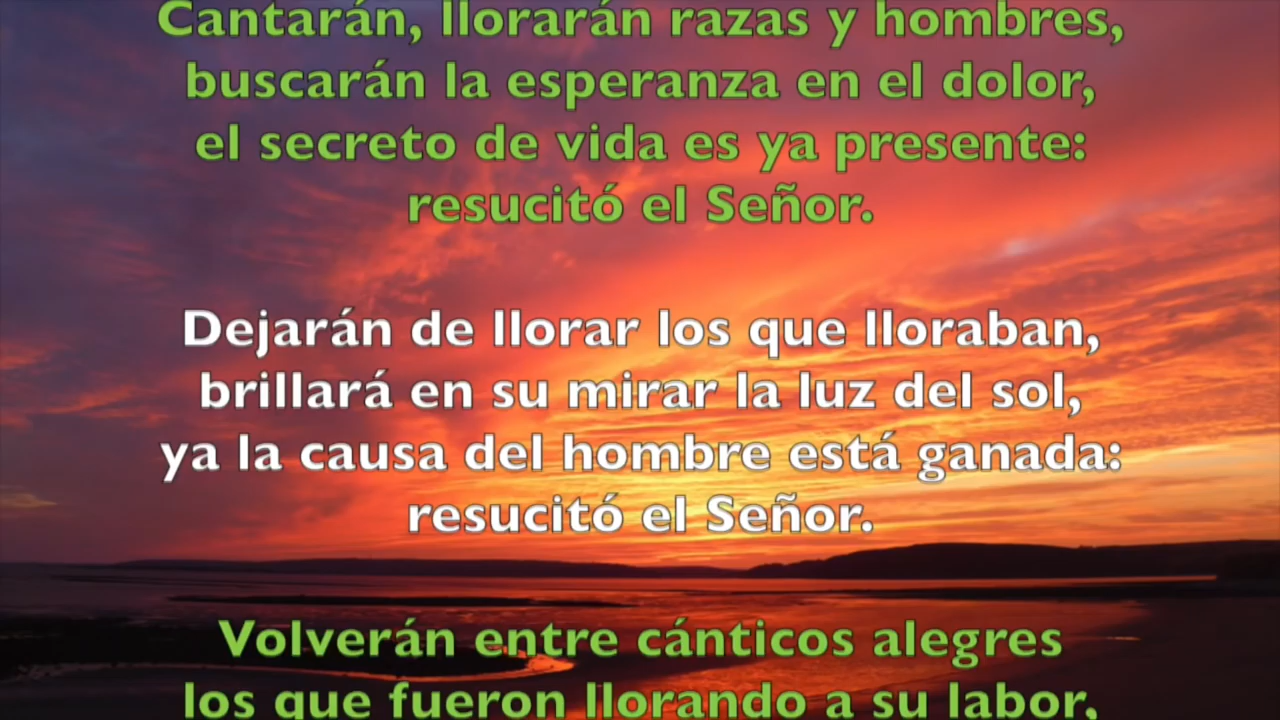 Cantarán, llorarán razas y hombres,
buscarán la esperanza en el dolor,
el secreto de vida es ya presente:
resucitó el Señor.
Dejarán de llorar los que lloraban,
brillará en su mirar la luz del sol,
ya la causa del hombre está ganada:
resucitó el Señor.
Volverán entre cánticos alegres
los que fueron llorando a su labor,